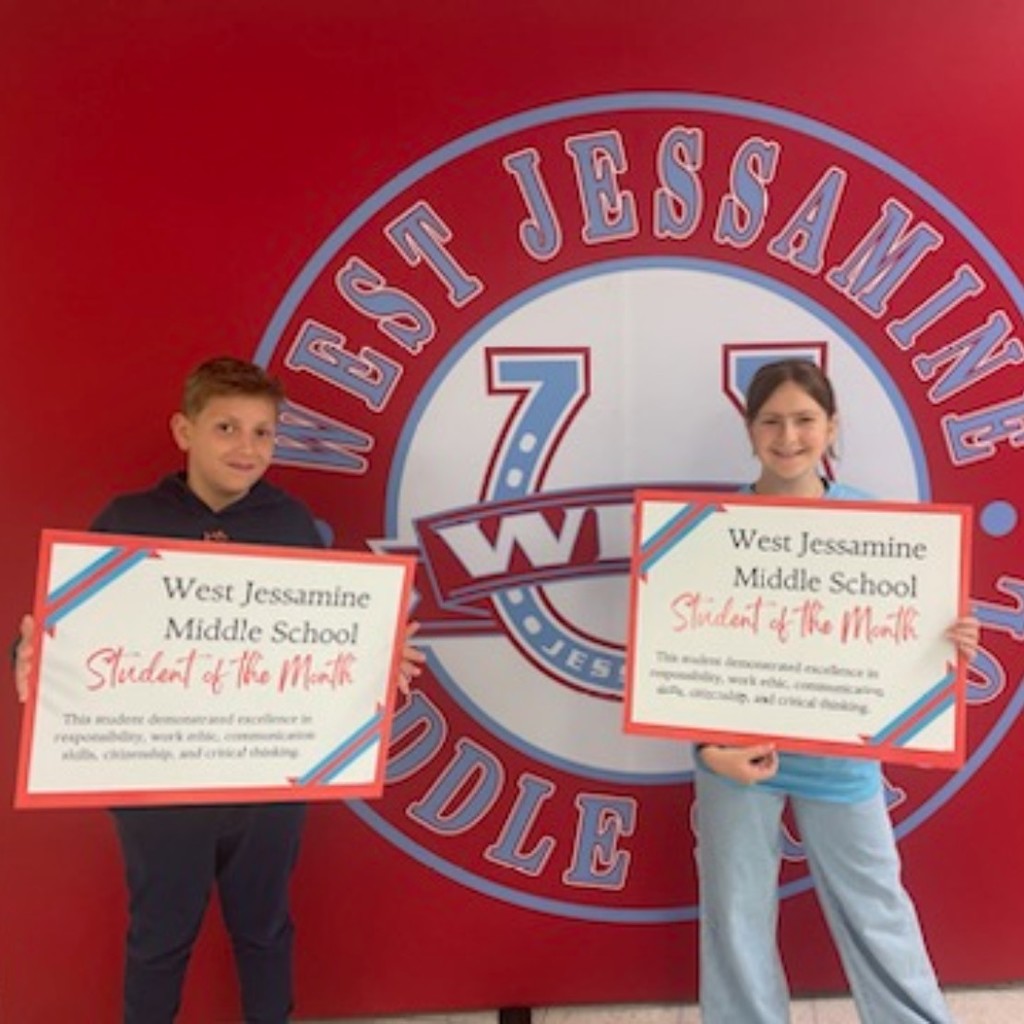 WEST JESSAMINE
JESS
DDLE
West Jessamine
Middle School
Student of the Month
This student demonstrated excellence in
responsibility, work ethic, communication
skills, citizenship, and critical thinking.
West Jessamine
Middle School
Student of the Month
This student demonstrated excellence in
responsibility, work ethic, communication
skills, citizenship, and critical thinking.